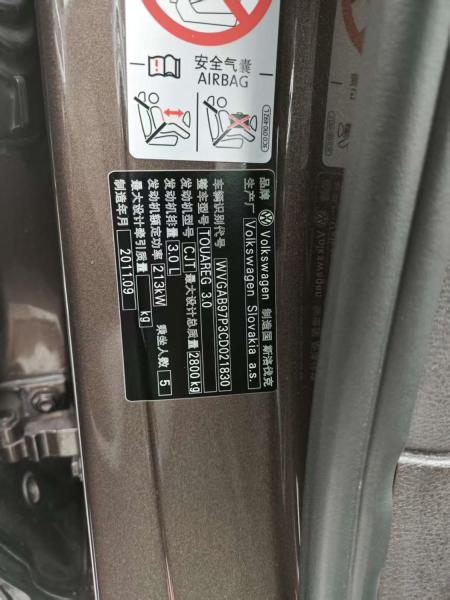 安全气囊
AIRBAG
品牌 Volkswagen 制造国 斯洛伐克
生产厂 Volkswagen Slovakia a.s.
车辆识别代号 WVGAB97P3CD021830
整车型号 TOUAREG 3.0
发动机型号 CJT 最大设计总质量 2800 kg
发动机排量 3.0 L
发动机额定功率 213kW 乘坐人数 5
最大设计牵引质量 kg
制造年月 2011.09